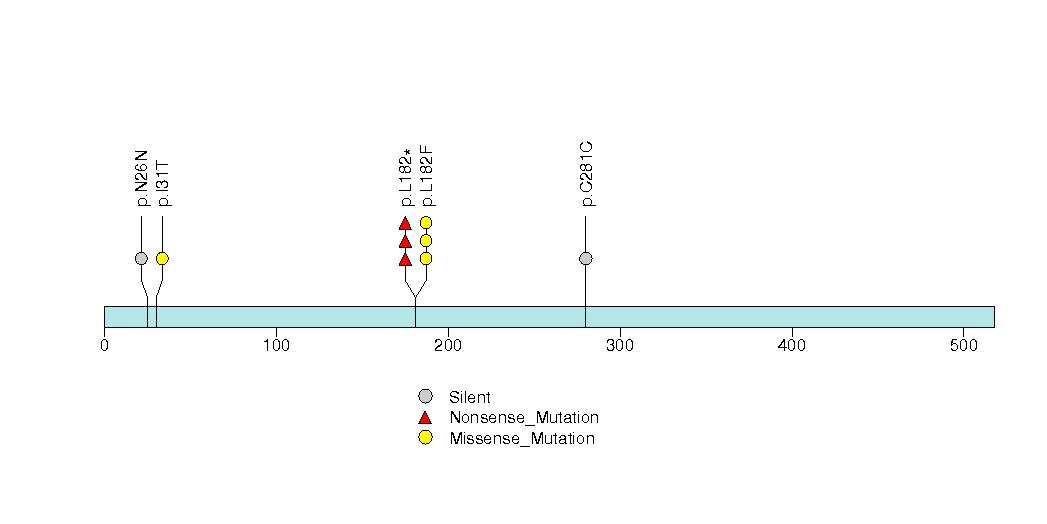 p.N26N
p.I31T
p.L182*
p.L182F
p.C281C
0 100 200 300 400 500
Silent
Nonsense_Mutation
Missense_Mutation